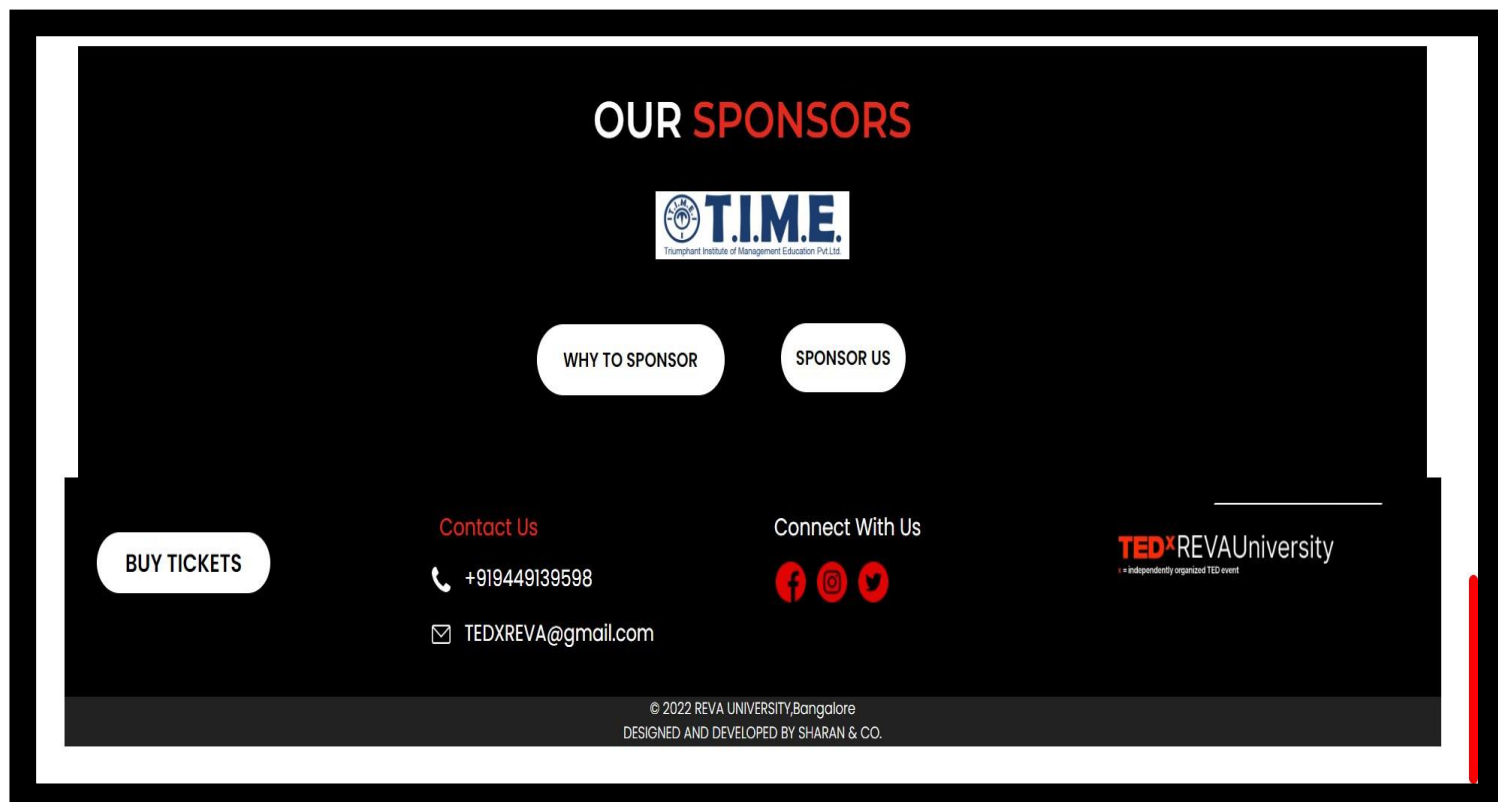 OUR SPONSORS
T.I.M.E.
T.I.M.E.
Triumphant Institute of Management Education Pvt.Ltd.
WHY TO SPONSOR
SPONSOR US
BUY TICKETS
Contact Us
+919449139598
TEDXREVA@gmail.com
Connect With Us
TEDxREVAUniversity
x = independently organized TED event
© 2022 REVA UNIVERSITY,Bangalore
DESIGNED AND DEVELOPED BY SHARAN & CO.